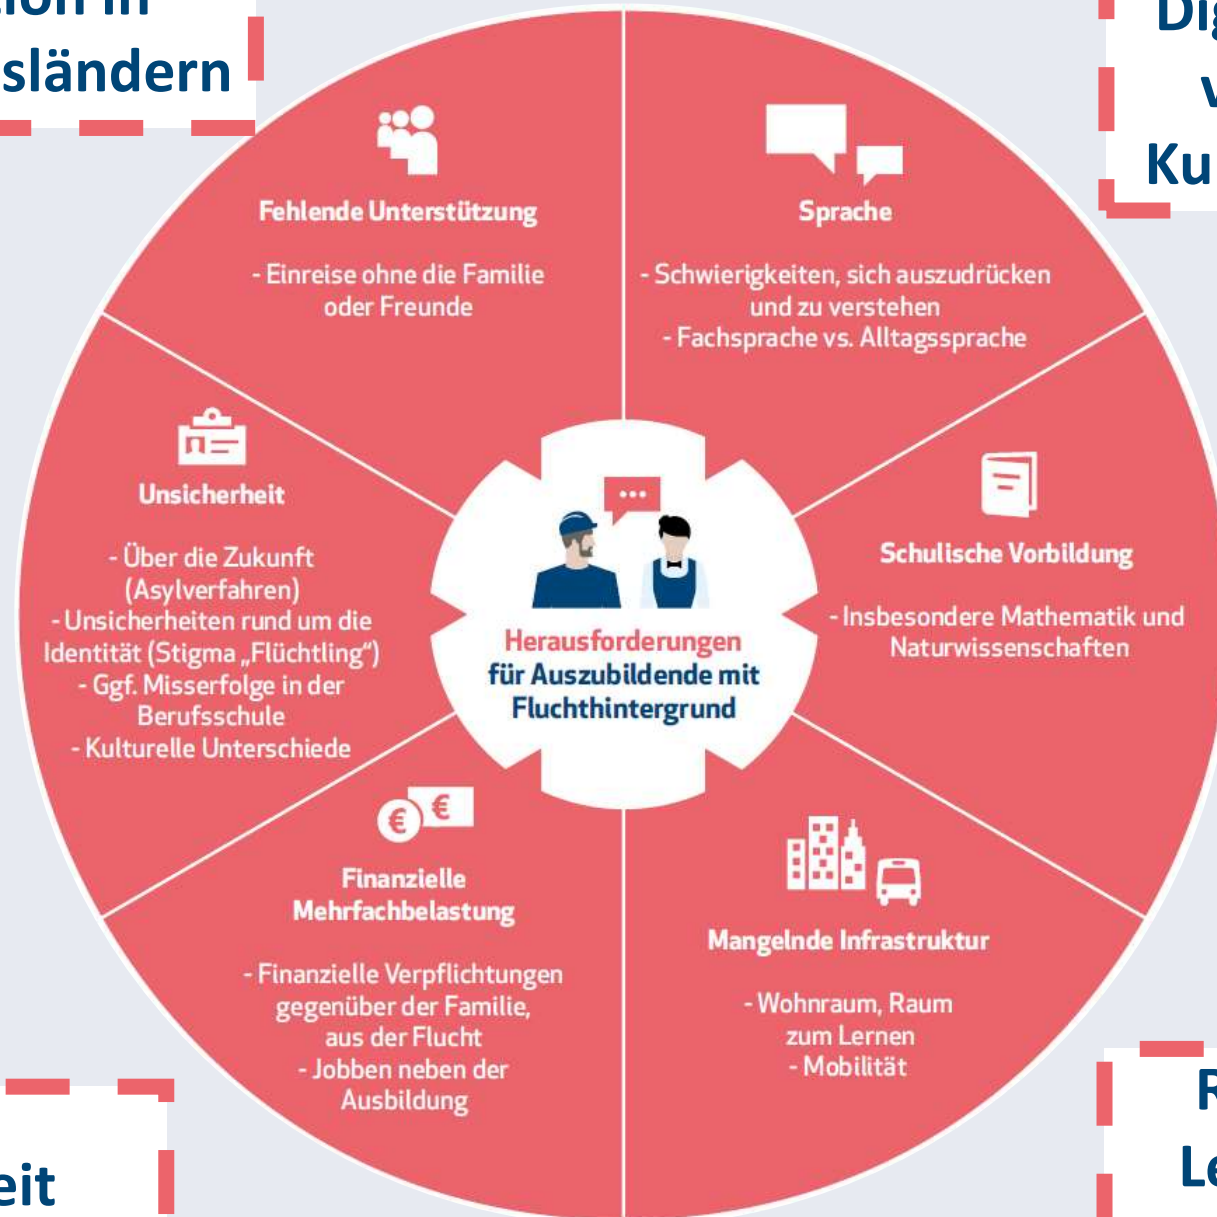 sländern
Fehlende Unterstützung
- Einreise ohne die Familie
oder Freunde
Sprache
- Schwierigkeiten, sich auszudrücken
und zu verstehen
- Fachsprache vs. Alltagssprache
Unsicherheit
- Über die Zukunft
(Asylverfahren)
- Unsicherheiten rund um die
Identität (Stigma „Flüchtling“)
- Ggf. Misserfolge in der
Berufsschule
- Kulturelle Unterschiede
Schulische Vorbildung
- Insbesondere Mathematik und
Naturwissenschaften
Herausforderungen
für Auszubildende mit
Fluchthintergrund
Finanzielle
Mehrfachbelastung
- Finanzielle Verpflichtungen
gegenüber der Familie,
aus der Flucht
- Jobben neben der
Ausbildung
Mangelnde Infrastruktur
- Wohnraum, Raum
zum Lernen
- Mobilität
eit